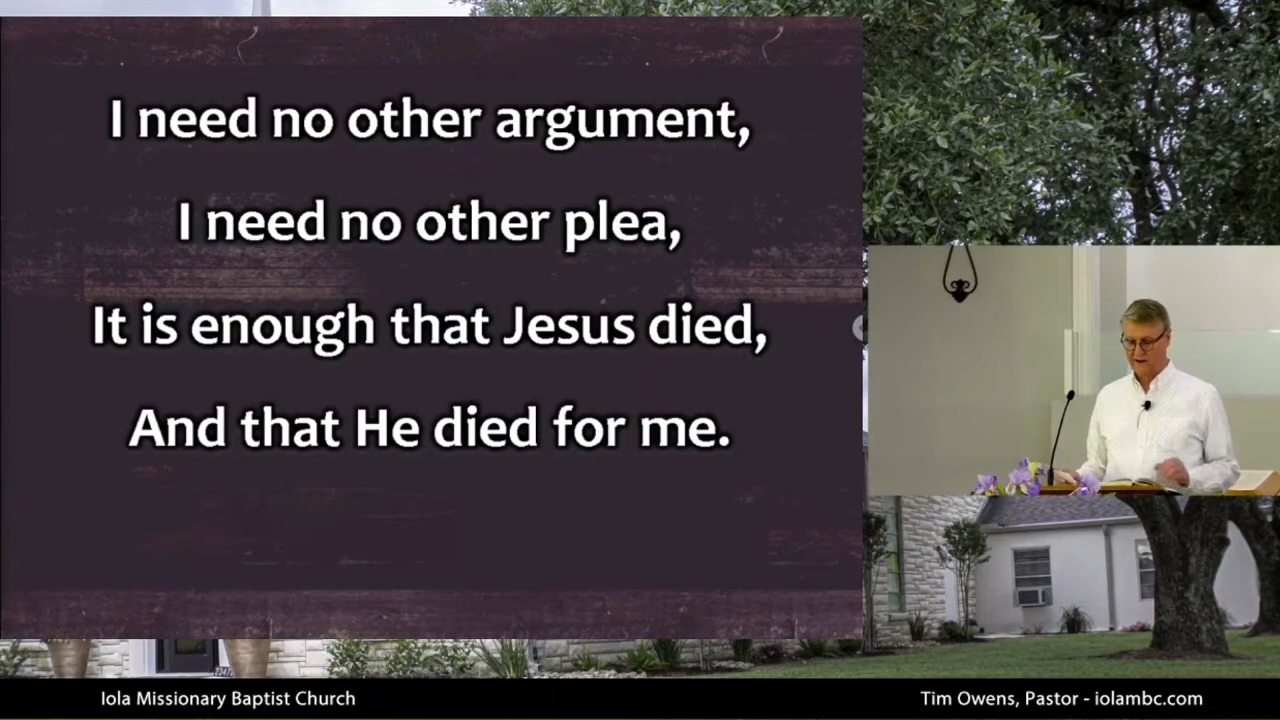 I need no other argument,
I need no other plea,
It is enough that Jesus died,
And that He died for me.
Iola Missionary Baptist Church
Tim Owens, Pastor - iolambc.com